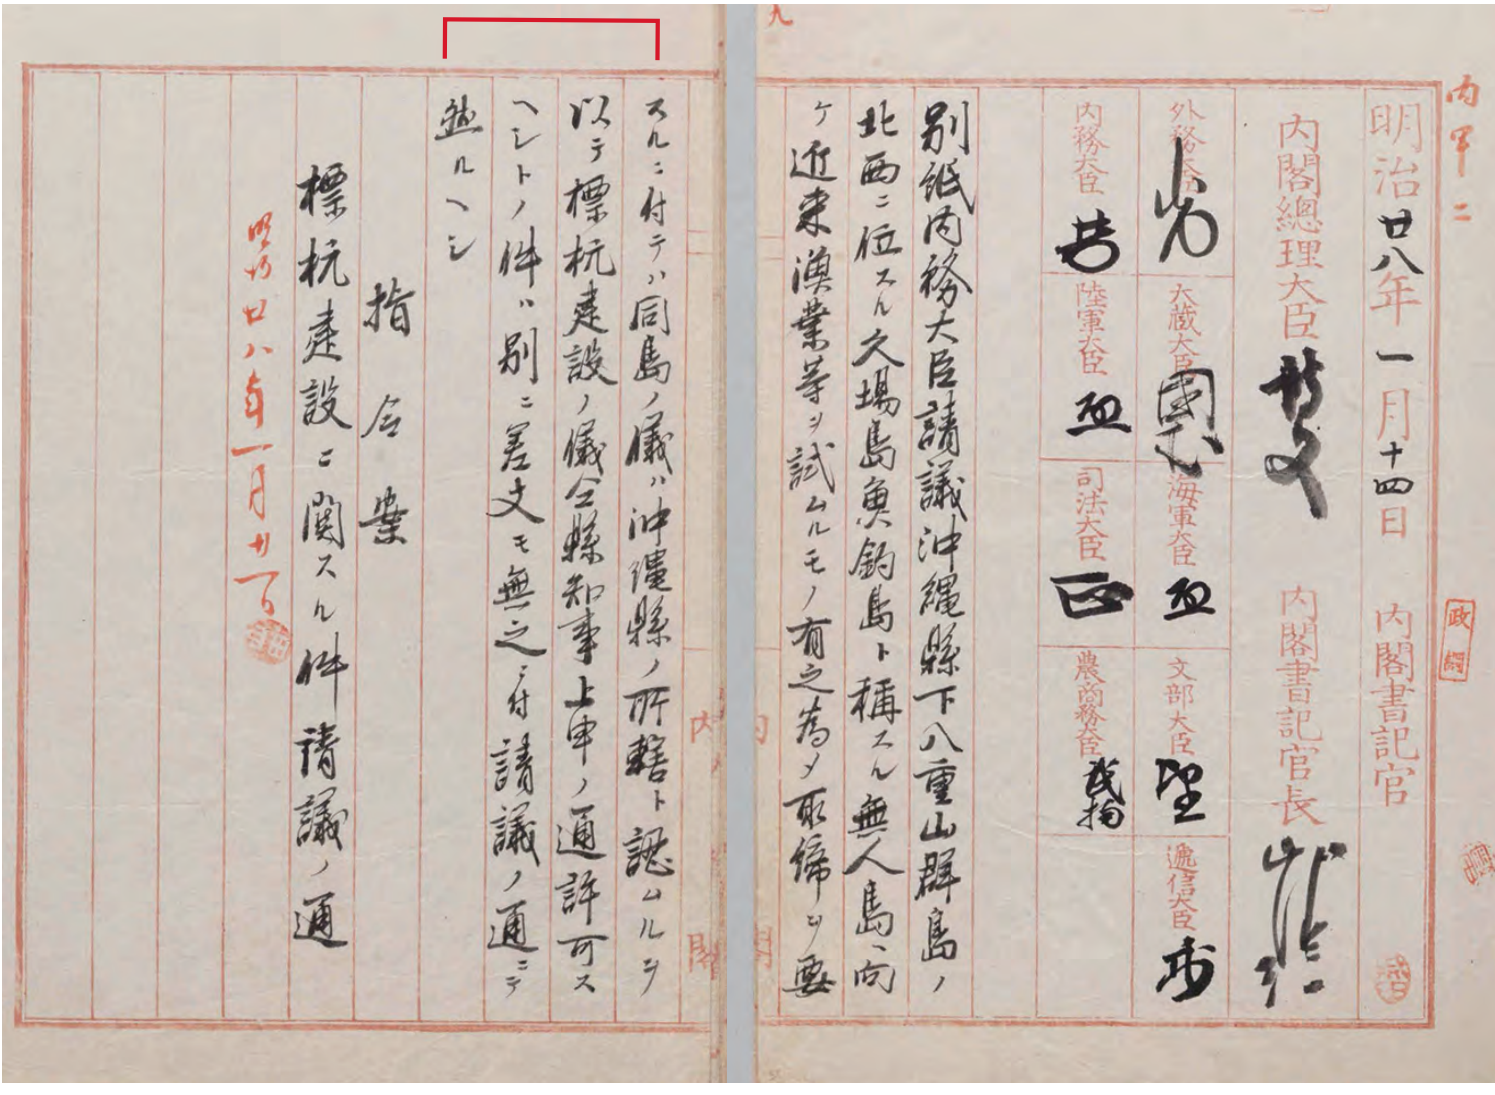 内甲二
明治廿八年一月十四日 内閣書記官
内閣總理大臣 内閣書記官長
外務大臣 大藏大臣 海軍大臣 文部大臣 遞信大臣
内務大臣 陸軍大臣 司法大臣 農商務大臣
別紙内務大臣請議沖縄縣下八重山群島ノ
北西ニ位スル久場島魚釣島ト稱スル無人島ヘ向
ケ近来漁業等ヲ試ムルモノ有之為メ取締ヲ要
スルニ付テハ同島ノ儀ハ沖縄縣ノ所轄ト認ムルヲ
以テ標杭建設ノ儀仝縣知事上申ノ通許可ス
ヘシトノ件ハ別ニ差支モ無之ニ付請議ノ通ニテ
然ルヘシ
指令案
標杭建設ニ関スル件請議ノ通
明治廿八年一月廿一日
内閣